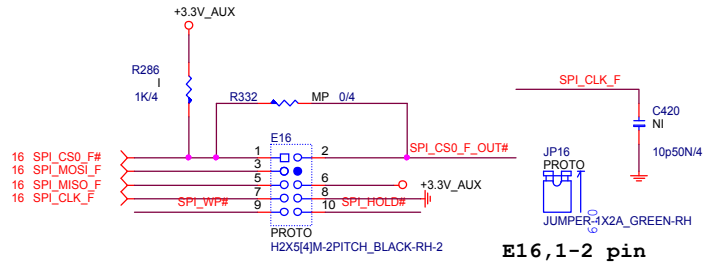 +3.3V_AUX
R286
I
1K/4
R332 MP 0/4
SPI_CLK_F
C420
NI
10p50N/4
E16
16 SPI_CS0_F# 1 2 SPI_CS0_F_OUT#
16 SPI_MOSI_F 3
16 SPI_MISO_F 5 6 +3.3V_AUX
16 SPI_CLK_F 7 8
SPI_WP# 9 10 SPI_HOLD#
PROTO
H2X5[4]M-2PITCH_BLACK-RH-2
JP16
PROTO
JUMPER-1X2A_GREEN-RH
E16,1-2 pin